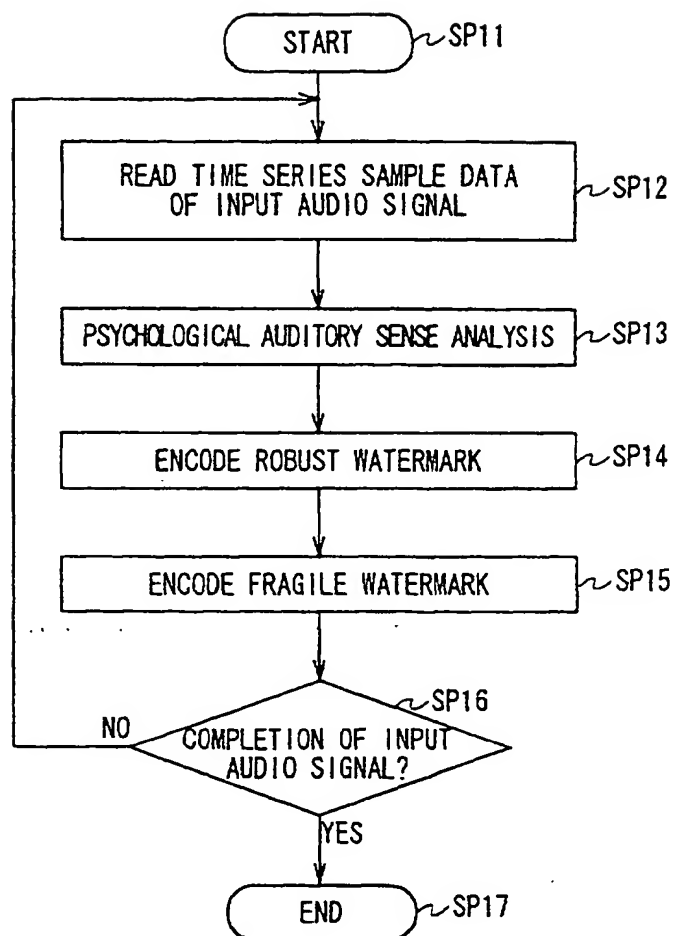 START
SP11
READ TIME SERIES SAMPLE DATA
OF INPUT AUDIO SIGNAL
SP12
PSYCHOLOGICAL AUDITORY SENSE ANALYSIS
SP13
ENCODE ROBUST WATERMARK
SP14
ENCODE FRAGILE WATERMARK
SP15
SP16
NO
COMPLETION OF INPUT
AUDIO SIGNAL?
YES
END
SP17